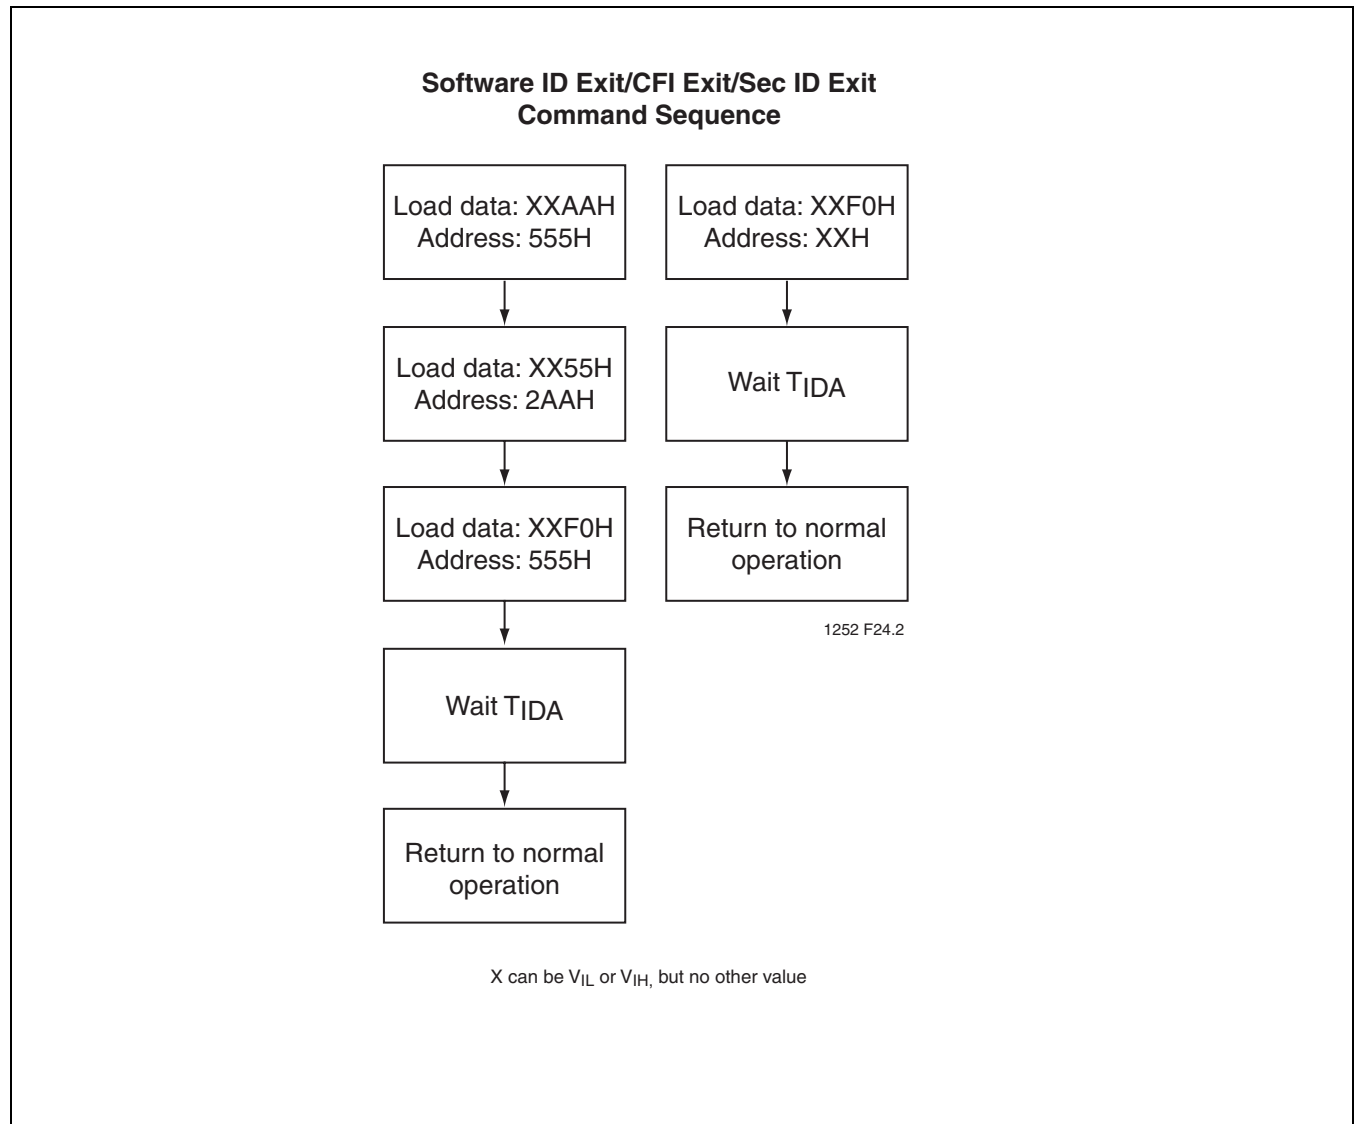 Software ID Exit/CFI Exit/Sec ID Exit
Command Sequence
Load data: XXAAH
Address: 555H
Load data: XX55H
Address: 2AAH
Load data: XXF0H
Address: 555H
Wait TIDA
Return to normal
operation
Load data: XXF0H
Address: XXH
Wait TIDA
Return to normal
operation
1252 F24.2
X can be VIL or VIH, but no other value